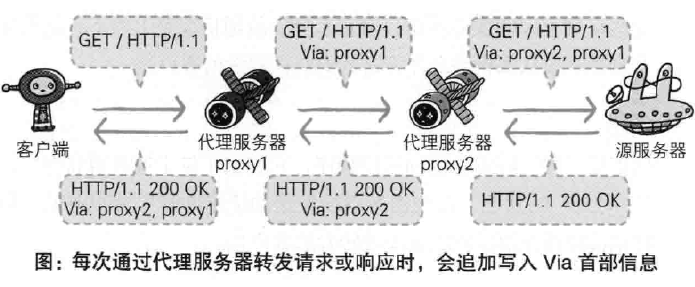 GET / HTTP/1.1
GET / HTTP/1.1
Via: proxy1
GET / HTTP/1.1
Via: proxy2, proxy1
客户端
代理服务器
proxy1
代理服务器
proxy2
源服务器
HTTP/1.1 200 OK
Via: proxy2, proxy1
HTTP/1.1 200 OK
Via: proxy2
HTTP/1.1 200 OK
图：每次通过代理服务器转发请求或响应时，会追加写入 Via 首部信息